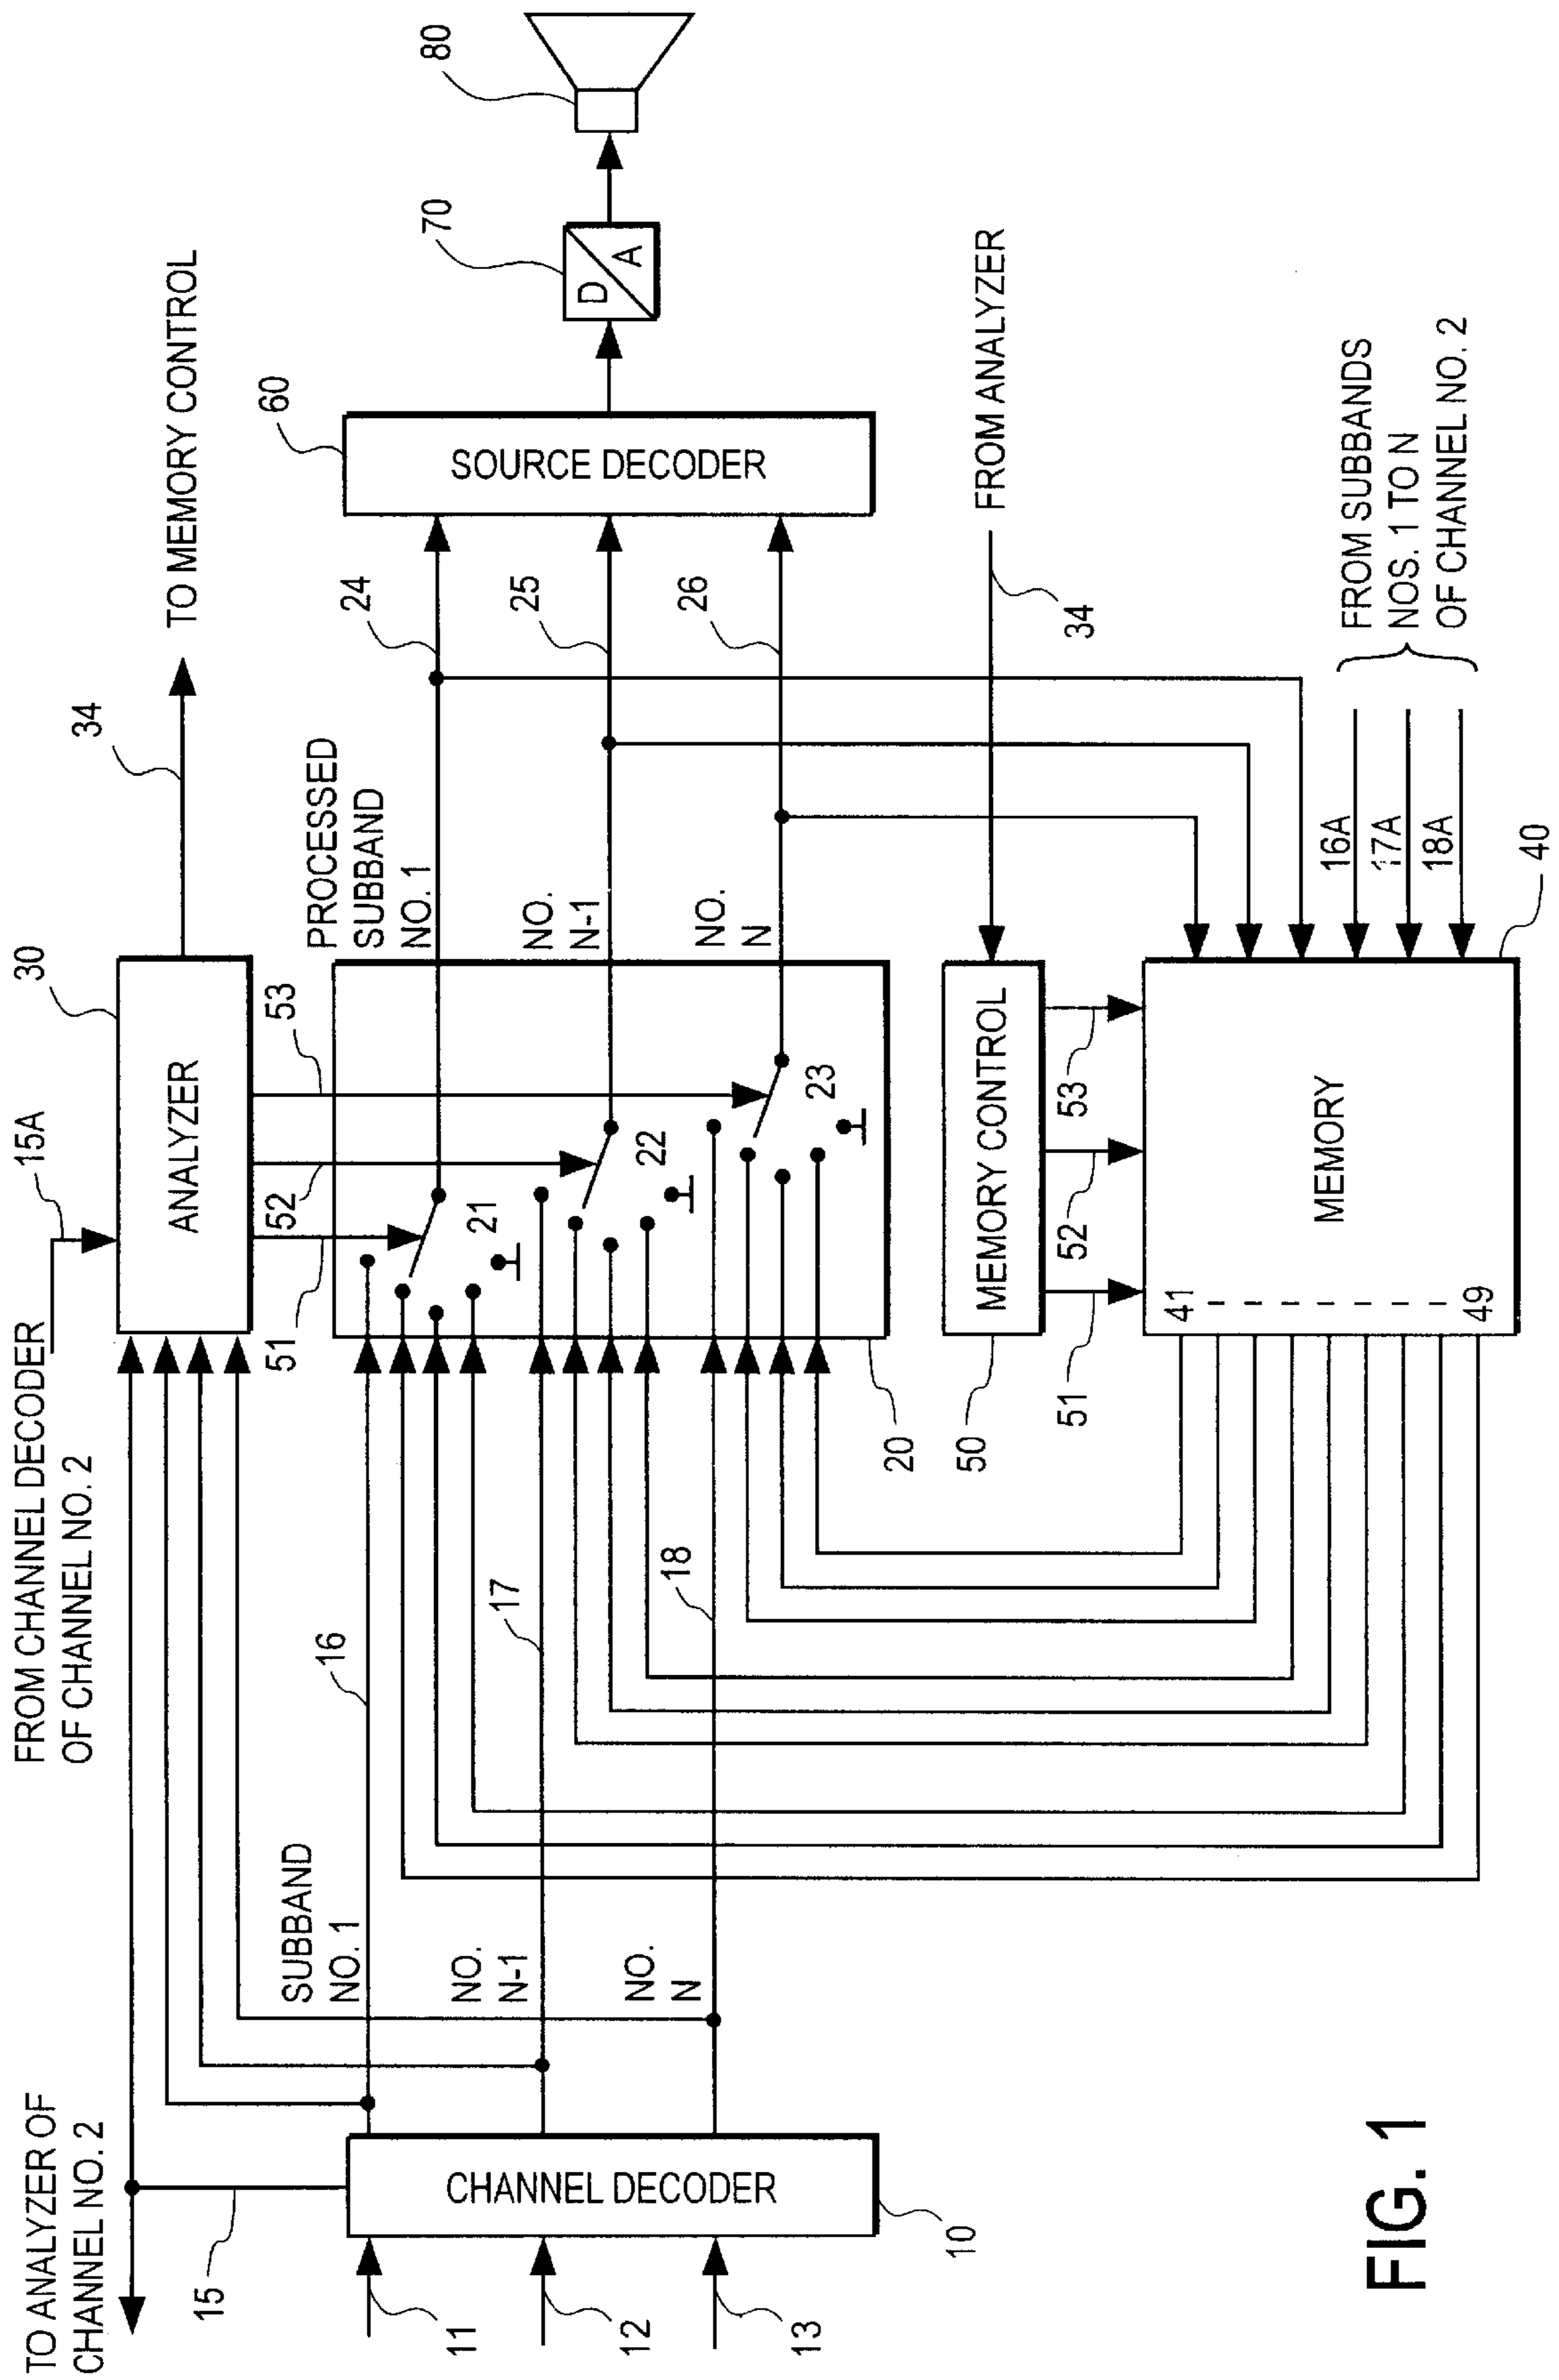 TO ANALYZER OF
CHANNEL NO. 2
15
11
12
13
CHANNEL DECODER
10
SUBBAND
NO. 1
NO.
N-1
NO.
N
16
17
18
FROM CHANNEL DECODER
OF CHANNEL NO. 2
15A
ANALYZER
30
34
TO MEMORY CONTROL
51
52
53
21
22
23
20
PROCESSED
SUBBAND
NO. 1
NO.
N-1
NO.
N
24
25
26
SOURCE DECODER
60
D
A
70
80
FROM ANALYZER
34
MEMORY CONTROL
50
51
52
53
MEMORY
41
49
40
16A
17A
18A
FROM SUBBANDS
NOS. 1 TO N
OF CHANNEL NO. 2
FIG. 1